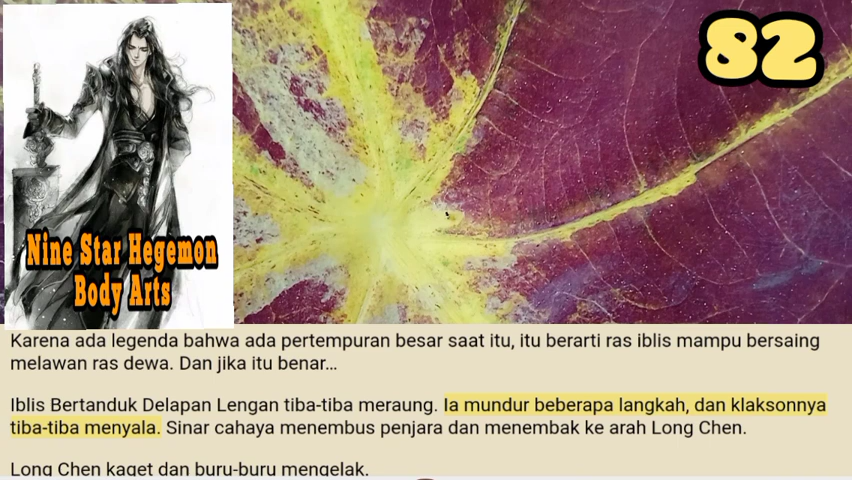 82
Nine Star Hegemon
Body Arts
Karena ada legenda bahwa ada pertempuran besar saat itu, itu berarti ras iblis mampu bersaing
melawan ras dewa. Dan jika itu benar...
Iblis Bertanduk Delapan Lengan tiba-tiba meraung. Ia mundur beberapa langkah, dan klaksonnya
tiba-tiba menyala. Sinar cahaya menembus penjara dan menembak ke arah Long Chen.
Long Chen kaget dan buru-buru mengelak.